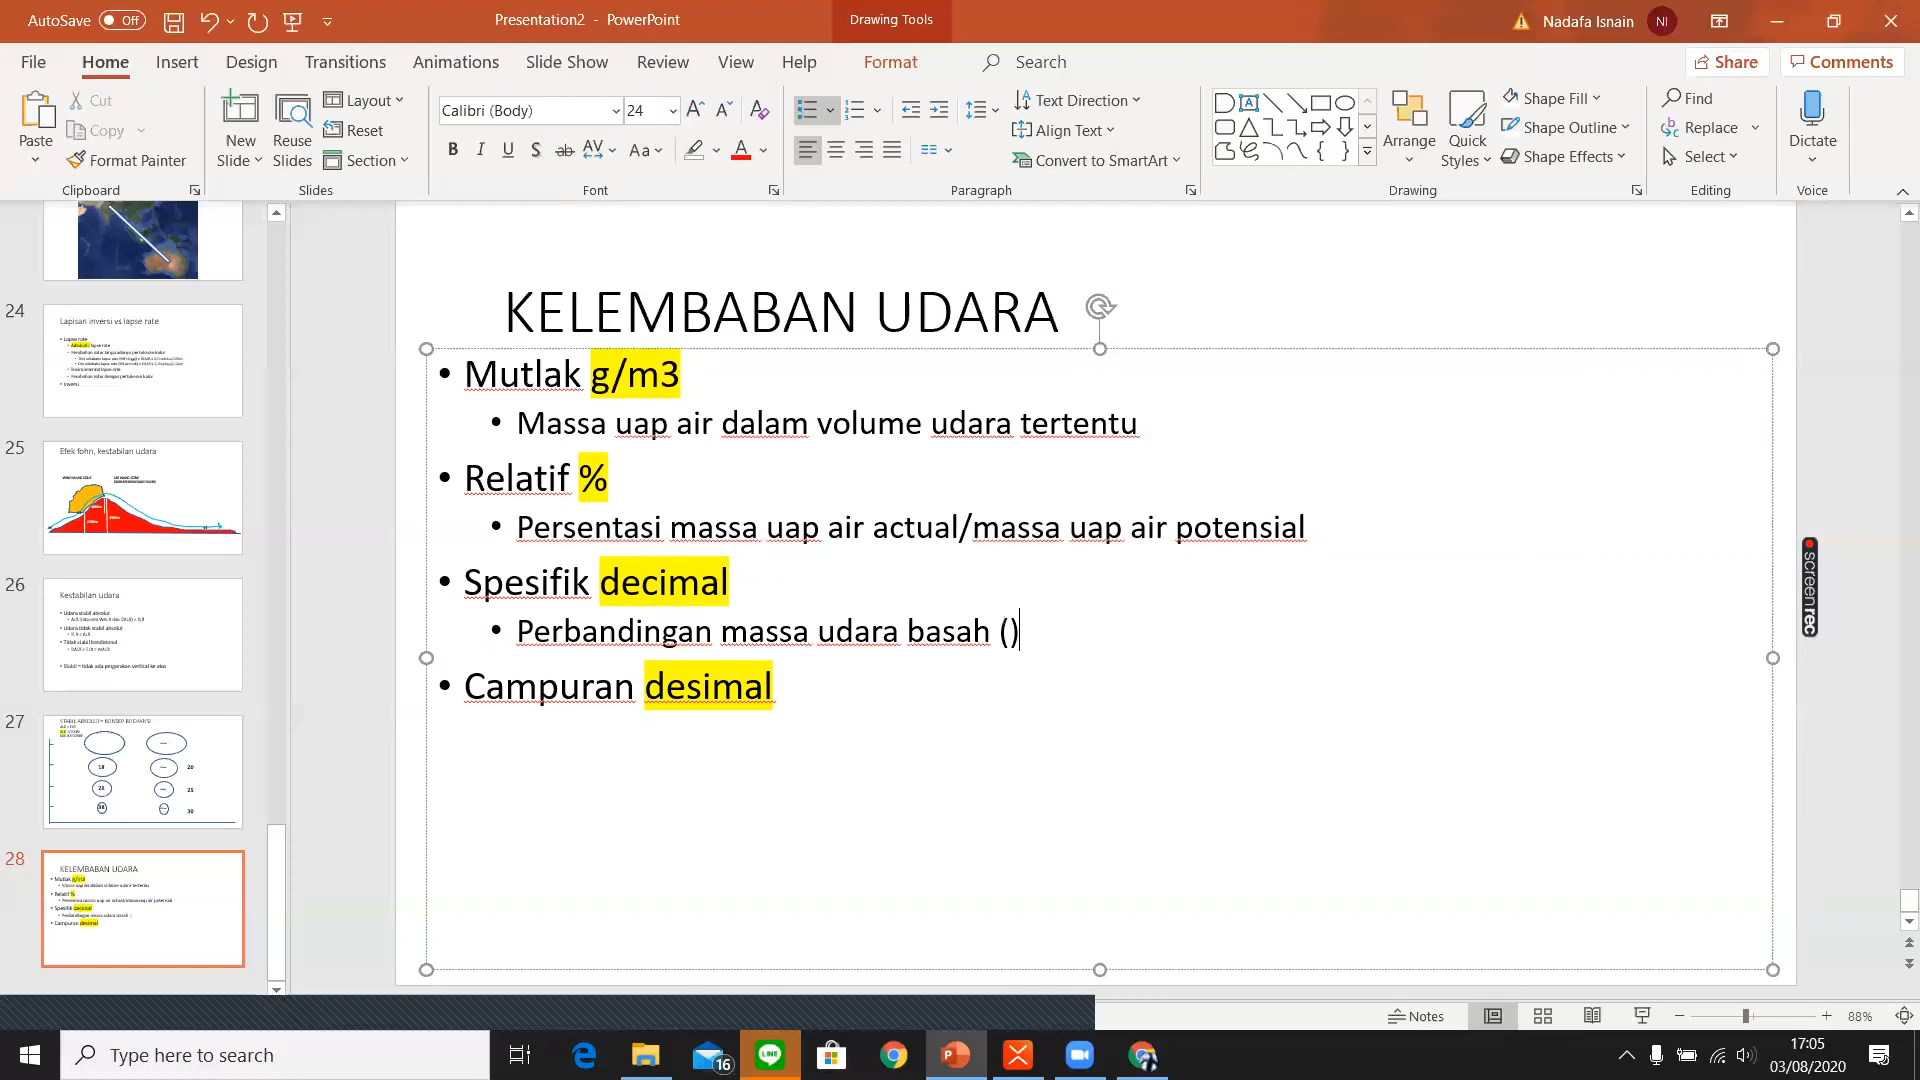 AutoSave Off
Presentation2 - PowerPoint
Drawing Tools
Nadafa Isnain NI
File Home Insert Design Transitions Animations Slide Show Review View Help Format Search
Share Comments
Paste
Cut
Copy
Format Painter
Clipboard
New Slide
Reuse Slides
Layout
Reset
Section
Slides
Calibri (Body) 24
B I U S ab AV Aa A
Font
Text Direction
Align Text
Convert to SmartArt
Paragraph
Arrange
Quick Styles
Shape Fill
Shape Outline
Shape Effects
Drawing
Find
Replace
Select
Editing
Dictate
Voice
24
Lapisan inversi vs lapse rate
25
Efek fohn, kestabilan udara
26
Kestabilan udara
27
28
KELEMBABAN UDARA
KELEMBABAN UDARA
• Mutlak g/m3
• Massa uap air dalam volume udara tertentu
• Relatif %
• Persentasi massa uap air actual/massa uap air potensial
• Spesifik decimal
• Perbandingan massa udara basah ()
• Campuran desimal
screenrec
Notes
88%
Type here to search
16
LINE
17:05
03/08/2020